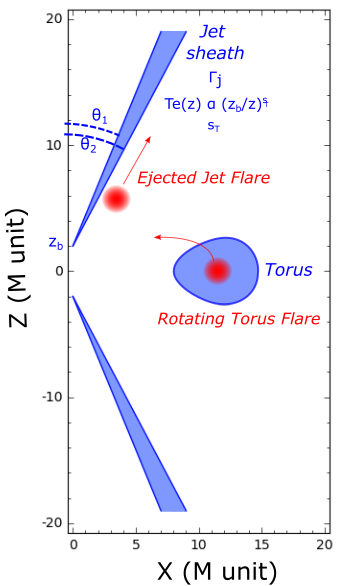 20
Jet
sheath
Γj
Te(z) α (zb/z)^sT
sT
θ1
θ2
10
Ejected Jet Flare
zb
0
Torus
Rotating Torus Flare
-10
-20
0 5 10 15 20
X (M unit)
Z (M unit)